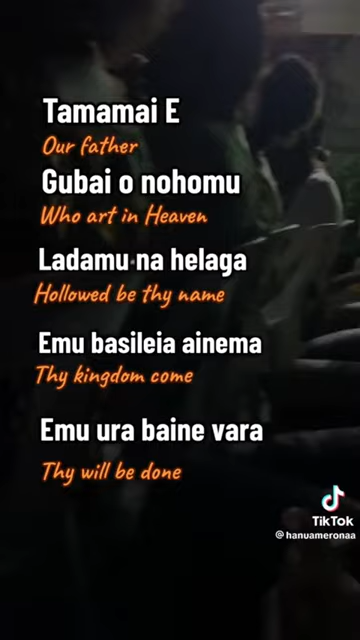 Tamamai E
Our father
Gubai o nohomu
Who art in Heaven
Ladamu na helaga
Hollowed be thy name
Emu basileia ainema
Thy kingdom come
Emu ura baine vara
Thy will be done
TikTok
@hanuameronaa